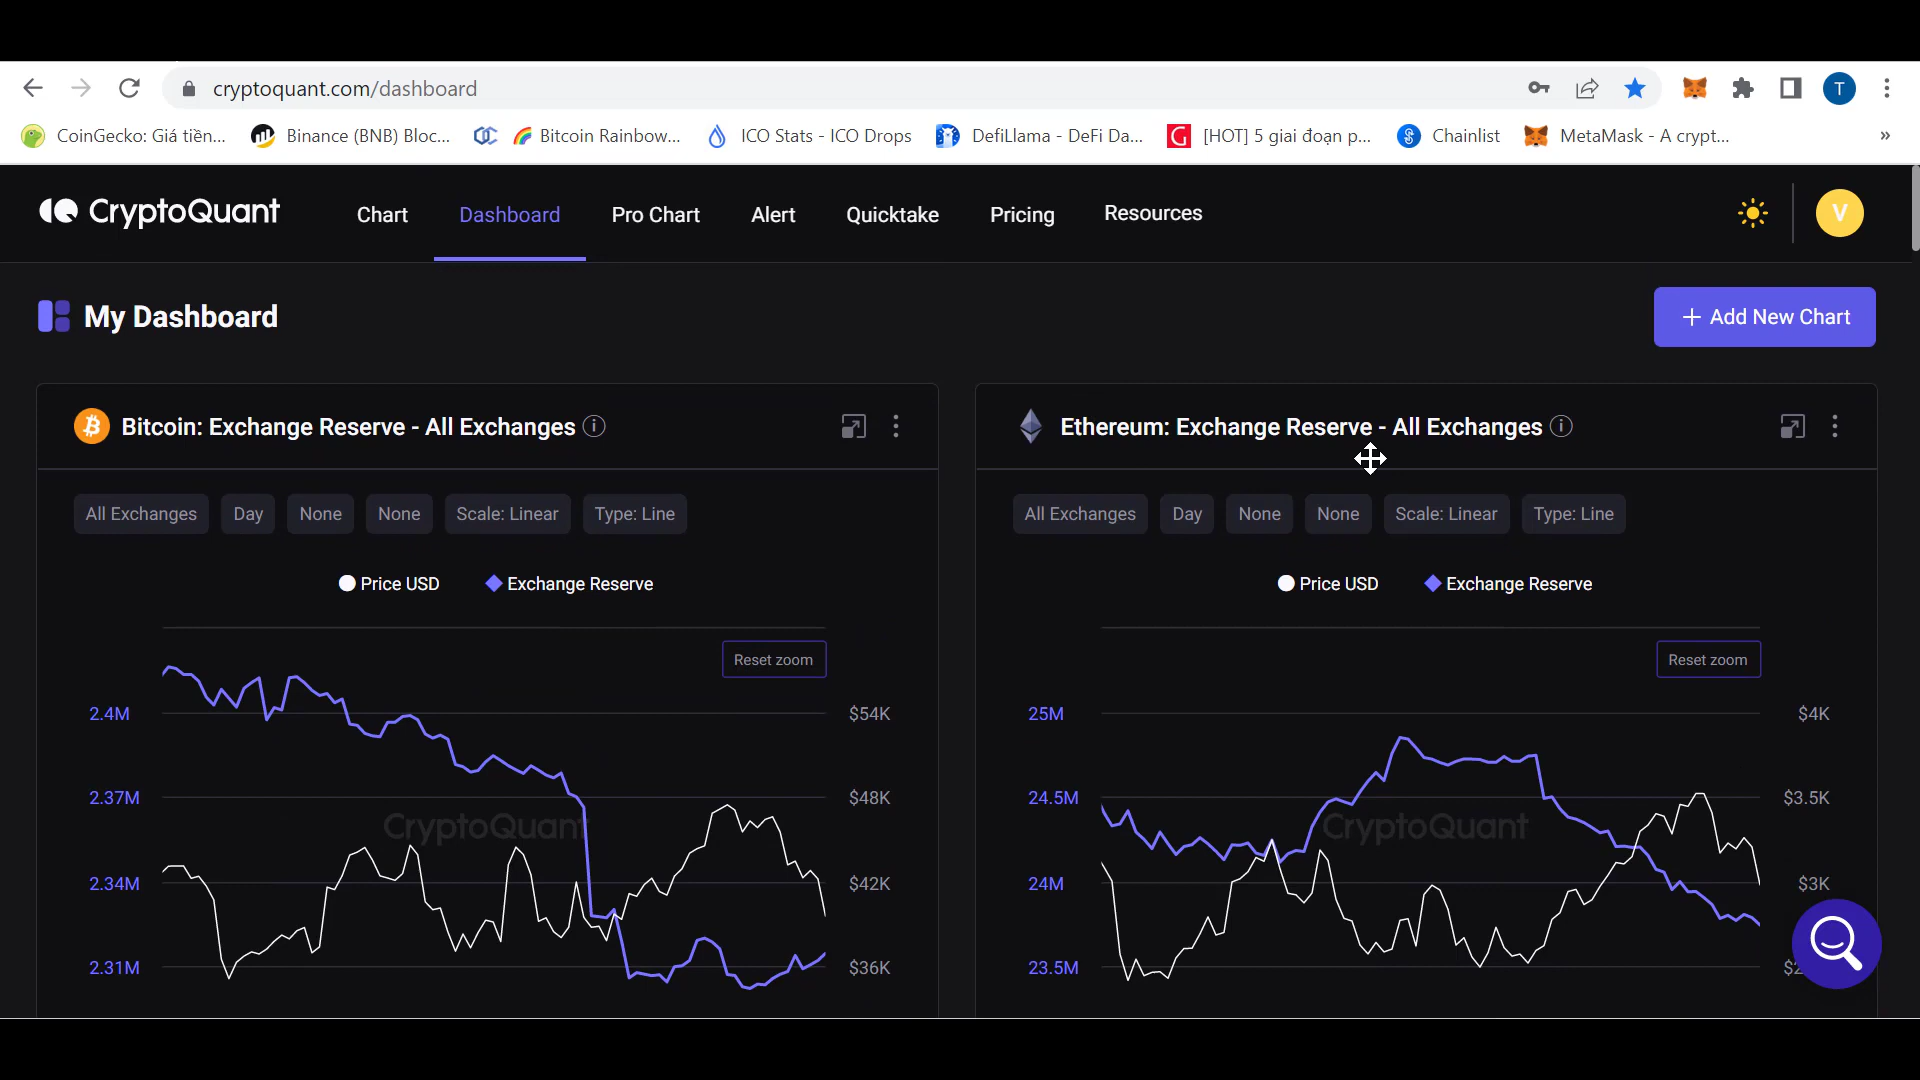 cryptoquant.com/dashboard
T
CoinGecko: Giá tiền... Binance (BNB) Bloc... Bitcoin Rainbow... ICO Stats - ICO Drops DefiLlama - DeFi Da... [HOT] 5 giai đoạn p... Chainlist MetaMask - A crypt... »
CryptoQuant Chart Dashboard Pro Chart Alert Quicktake Pricing Resources V
My Dashboard
+ Add New Chart
Bitcoin: Exchange Reserve - All Exchanges
All Exchanges Day None None Scale: Linear Type: Line
Price USD Exchange Reserve
Reset zoom
2.4M $54K
2.37M $48K
CryptoQuant
2.34M $42K
2.31M $36K
Ethereum: Exchange Reserve - All Exchanges
All Exchanges Day None None Scale: Linear Type: Line
Price USD Exchange Reserve
Reset zoom
25M $4K
24.5M $3.5K
CryptoQuant
24M $3K
23.5M